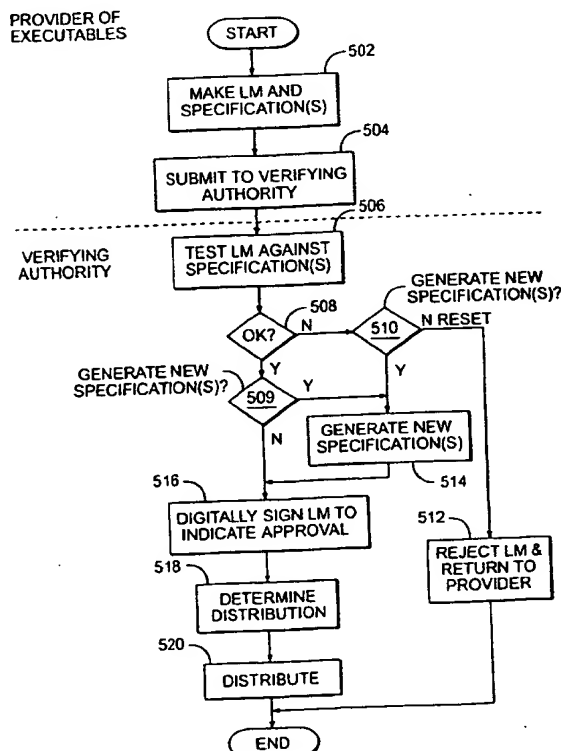 PROVIDER OF
EXECUTABLES
START
502
MAKE LM AND
SPECIFICATION(S)
504
SUBMIT TO VERIFYING
AUTHORITY
506
VERIFYING
AUTHORITY
TEST LM AGAINST
SPECIFICATION(S)
GENERATE NEW
SPECIFICATION(S)?
508
OK?
N
510
N RESET
Y
Y
GENERATE NEW
SPECIFICATION(S)?
509
Y
N
GENERATE NEW
SPECIFICATION(S)
514
516
DIGITALLY SIGN LM TO
INDICATE APPROVAL
512
REJECT LM &
RETURN TO
PROVIDER
518
DETERMINE
DISTRIBUTION
520
DISTRIBUTE
END